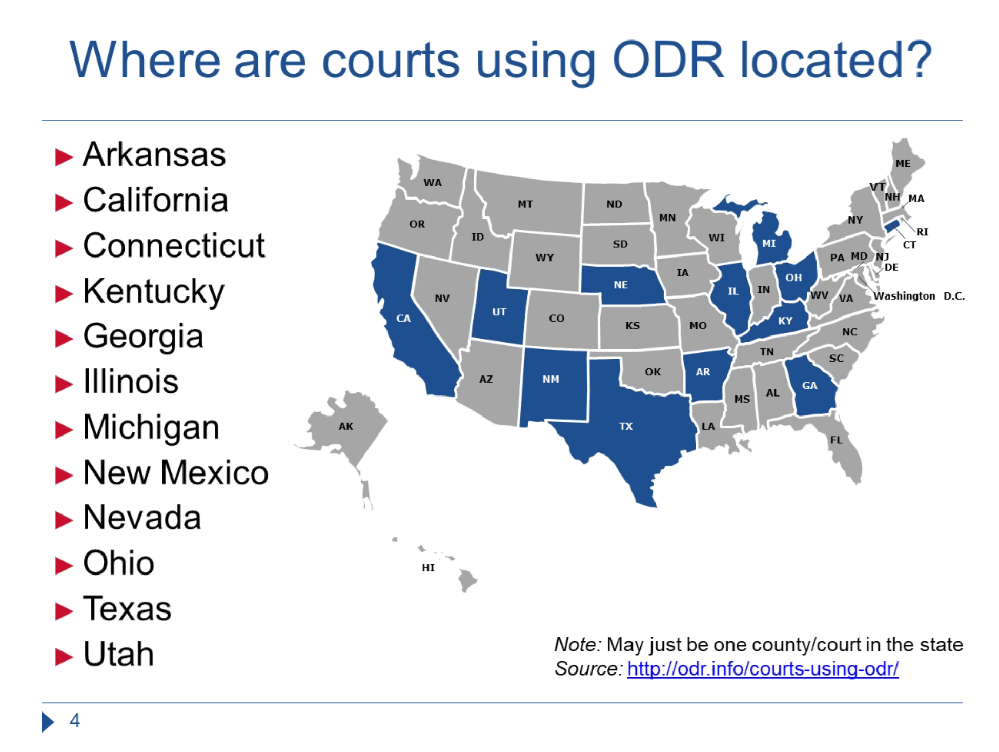 Where are courts using ODR located?
► Arkansas
► California
► Connecticut
► Kentucky
► Georgia
► Illinois
► Michigan
► New Mexico
► Nevada
► Ohio
► Texas
► Utah
ME
WA
VT
MT
ND
NH
MA
MN
NY
OR
ID
WI
RI
SD
MI
CT
WY
PA
MD
NJ
DE
IA
OH
NE
IL
IN
NV
WV
VA
Washington D.C.
UT
CA
CO
KS
MO
KY
NC
TN
SC
AZ
NM
OK
AR
GA
MS
AL
AK
TX
LA
FL
HI
Note: May just be one county/court in the state
Source: http://odr.info/courts-using-odr/
4